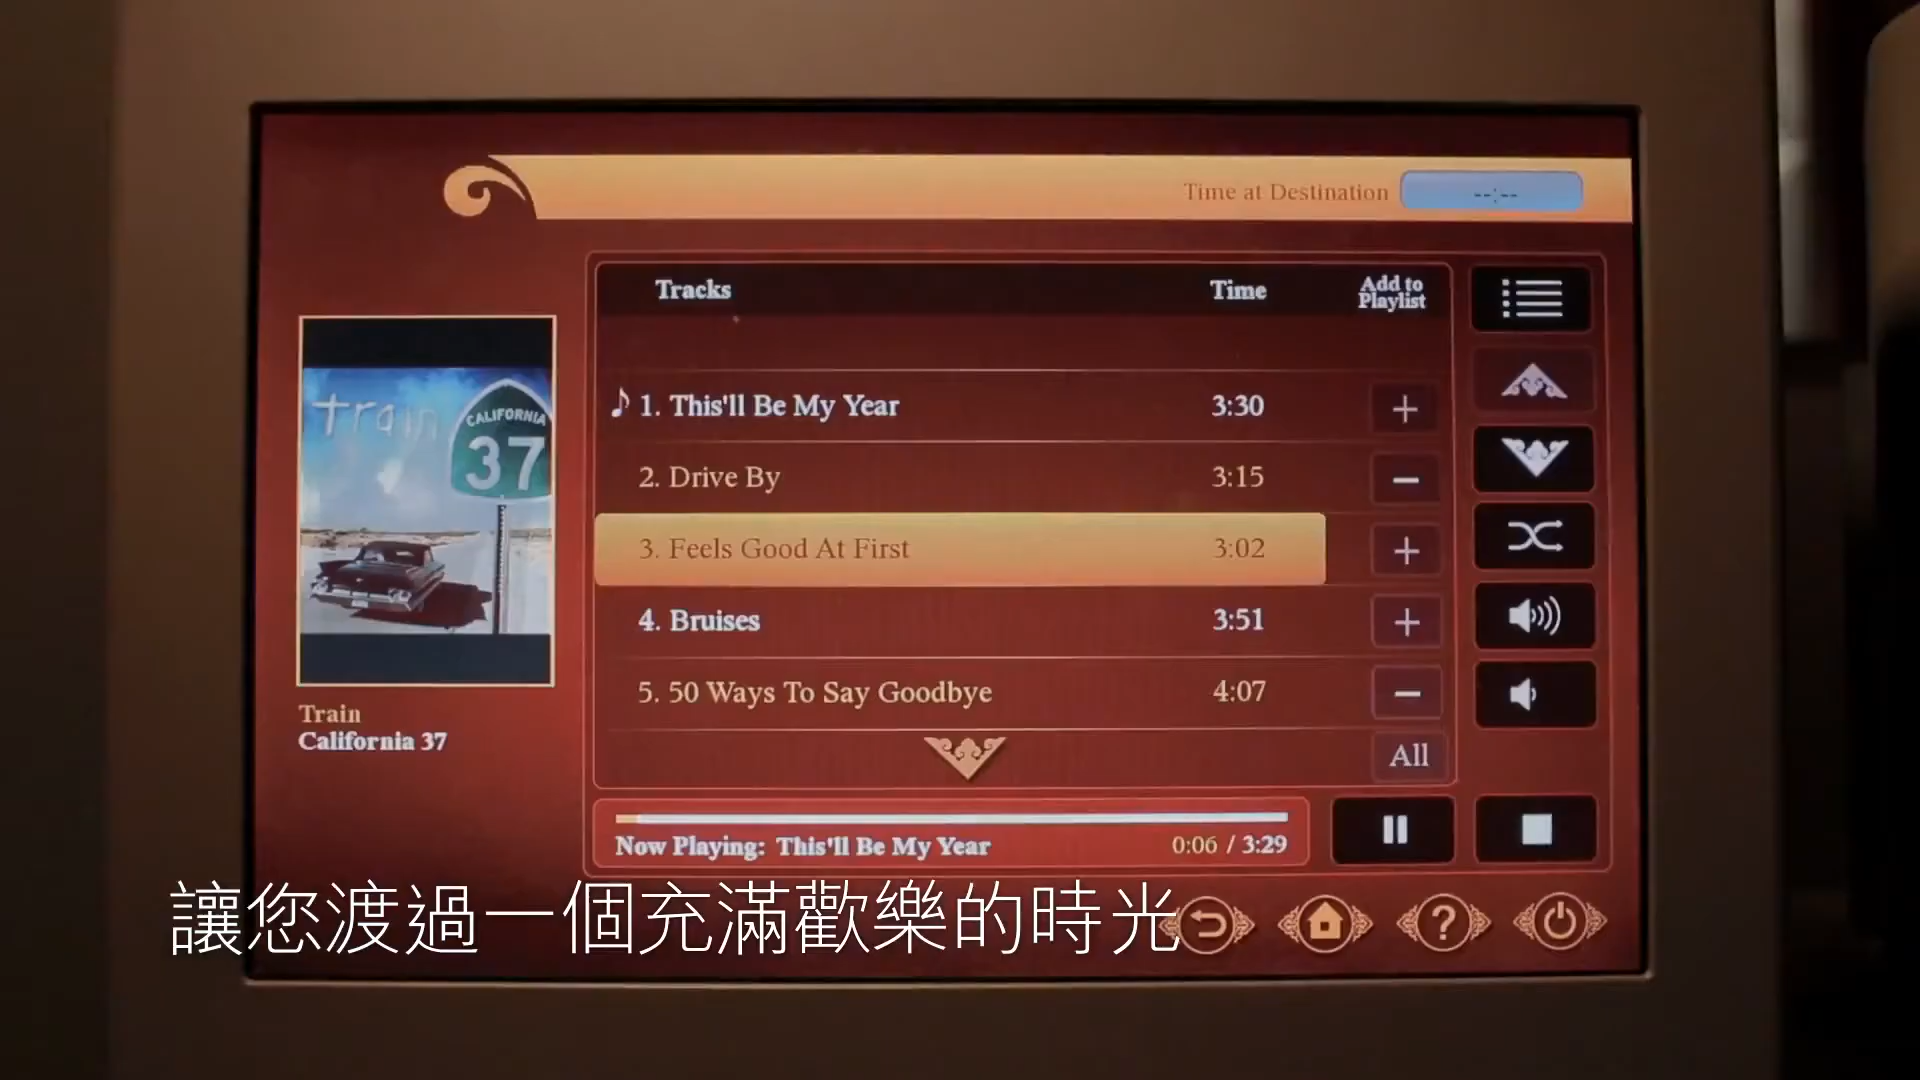 Time at Destination --:--
Tracks Time Add to Playlist
train
CALIFORNIA
37
1. This'll Be My Year 3:30 +
2. Drive By 3:15 −
3. Feels Good At First 3:02 +
4. Bruises 3:51 +
5. 50 Ways To Say Goodbye 4:07 −
All
Train
California 37
Now Playing: This'll Be My Year 0:06 / 3:29
?
讓您渡過一個充滿歡樂的時光